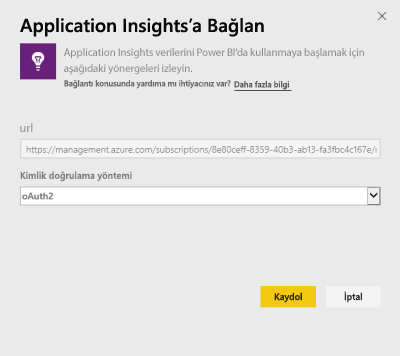 Application Insights'a Bağlan
Application Insights verilerini Power BI'da kullanmaya başlamak için
aşağıdaki yönergeleri izleyin.
Bağlantı konusunda yardıma mı ihtiyacınız var? Daha fazla bilgi
url
https://management.azure.com/subscriptions/8e80ceff-8359-40b3-ab13-fa3fbc4c167e/r
Kimlik doğrulama yöntemi
oAuth2
Kaydol İptal